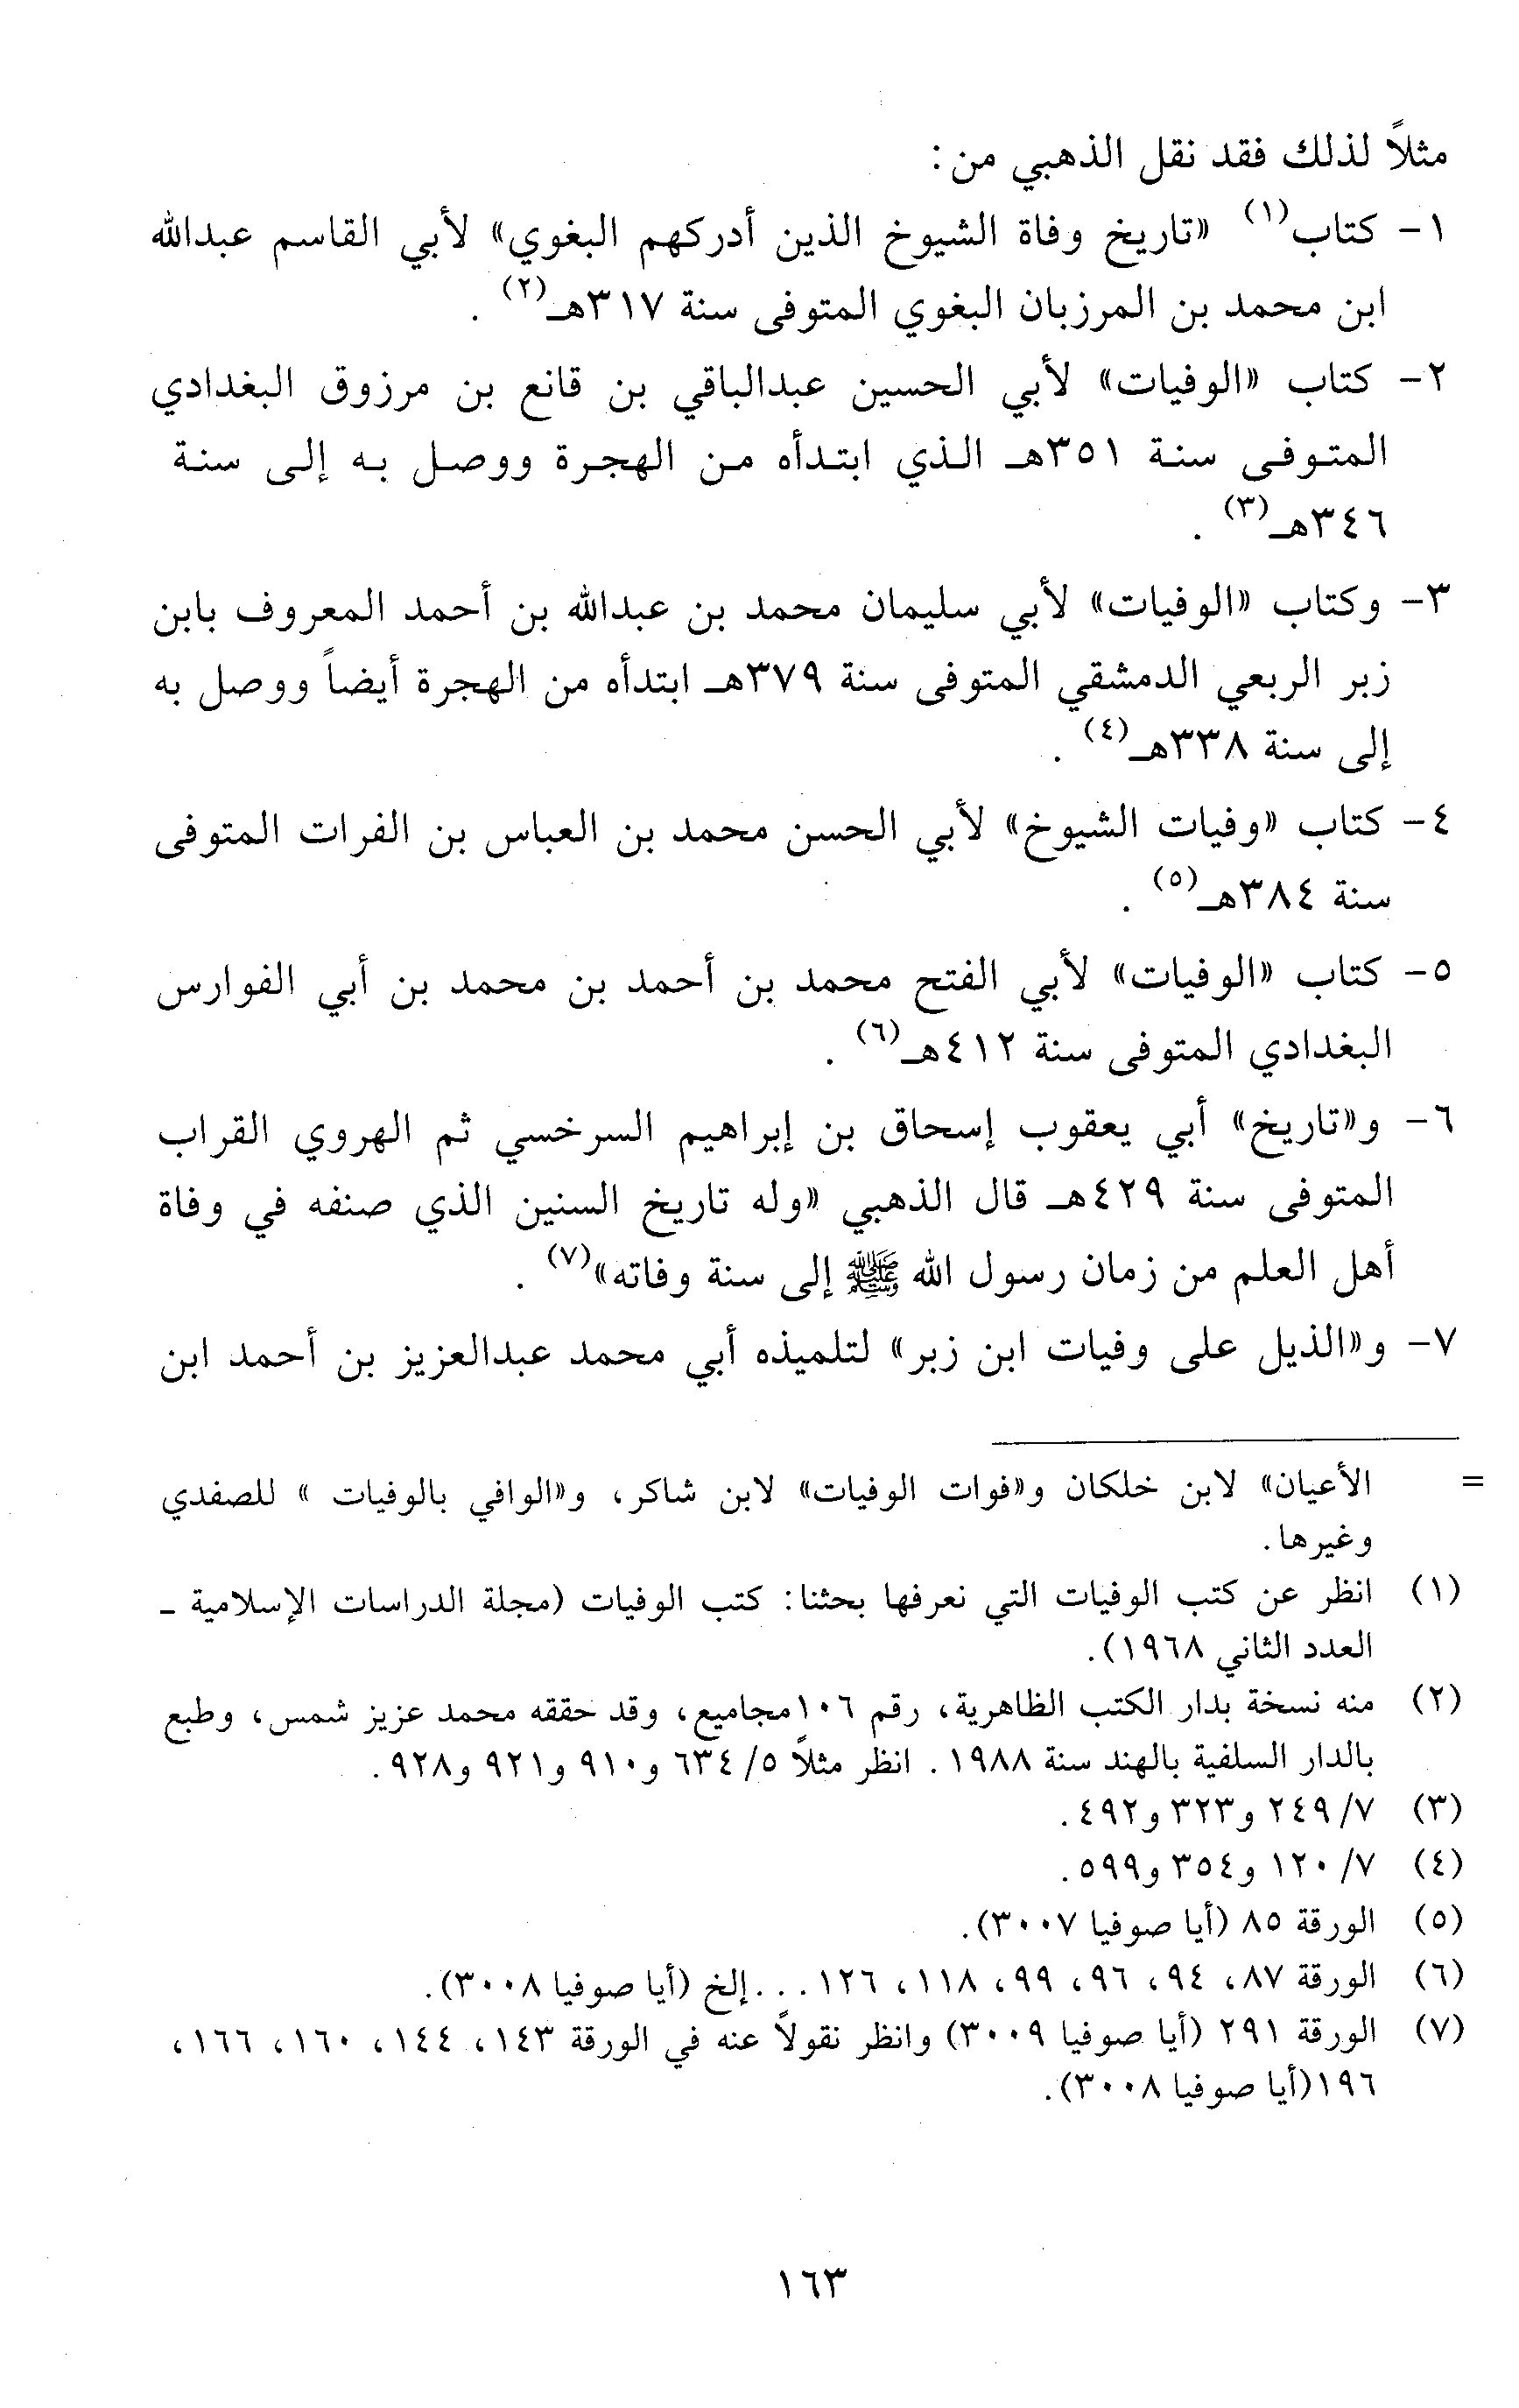 مثلاً لذلك فقد نقل الذهبي من :
١- كتاب(١) «تاريخ وفاة الشيوخ الذين أدركهم البغوي» لأبي القاسم عبدالله
ابن محمد بن المرزبان البغوي المتوفى سنة ٣١٧هـ(٢) .
٢- كتاب «الوفيات» لأبي الحسين عبدالباقي بن قانع بن مرزوق البغدادي
المتوفى سنة ٣٥١هـ الذي ابتدأه من الهجرة ووصل به إلى سنة
٣٤٦هـ(٣) .
٣- وكتاب «الوفيات» لأبي سليمان محمد بن عبدالله بن أحمد المعروف بابن
زبر الربعي الدمشقي المتوفى سنة ٣٧٩هـ ابتدأه من الهجرة أيضاً ووصل به
إلى سنة ٣٣٨هـ(٤) .
٤- كتاب «وفيات الشيوخ» لأبي الحسن محمد بن العباس بن الفرات المتوفى
سنة ٣٨٤هـ(٥) .
٥- كتاب «الوفيات» لأبي الفتح محمد بن أحمد بن محمد بن أبي الفوارس
البغدادي المتوفى سنة ٤١٢هـ(٦) .
٦- و«تاريخ» أبي يعقوب إسحاق بن إبراهيم السرخسي ثم الهروي القراب
المتوفى سنة ٤٢٩هـ قال الذهبي «وله تاريخ السنين الذي صنفه في وفاة
أهل العلم من زمان رسول الله ﷺ إلى سنة وفاته»(٧) .
٧- و«الذيل على وفيات ابن زبر» لتلميذه أبي محمد عبدالعزيز بن أحمد ابن
= الأعيان» لابن خلكان و«فوات الوفيات» لابن شاكر، و«الوافي بالوفيات » للصفدي
وغيرها .
(١) انظر عن كتب الوفيات التي نعرفها بحثنا: كتب الوفيات (مجلة الدراسات الإسلامية ـ
العدد الثاني ١٩٦٨).
(٢) منه نسخة بدار الكتب الظاهرية، رقم ١٠٦مجاميع، وقد حققه محمد عزيز شمس، وطبع
بالدار السلفية بالهند سنة ١٩٨٨ . انظر مثلاً ٥/ ٦٣٤ و٩١٠ و٩٢١ و٩٢٨ .
(٣) ٧/ ٢٤٩ و٣٢٣ و٤٩٢ .
(٤) ٧/ ١٢٠ و٣٥٤ و٥٩٩ .
(٥) الورقة ٨٥ (أيا صوفيا ٣٠٠٧).
(٦) الورقة ٨٧، ٩٤، ٩٦، ٩٩، ١١٨، ١٢٦ . . .إلخ (أيا صوفيا ٣٠٠٨).
(٧) الورقة ٢٩١ (أيا صوفيا ٣٠٠٩) وانظر نقولاً عنه في الورقة ١٤٣، ١٤٤، ١٦٠، ١٦٦،
١٩٦(أيا صوفيا ٣٠٠٨).
١٦٣